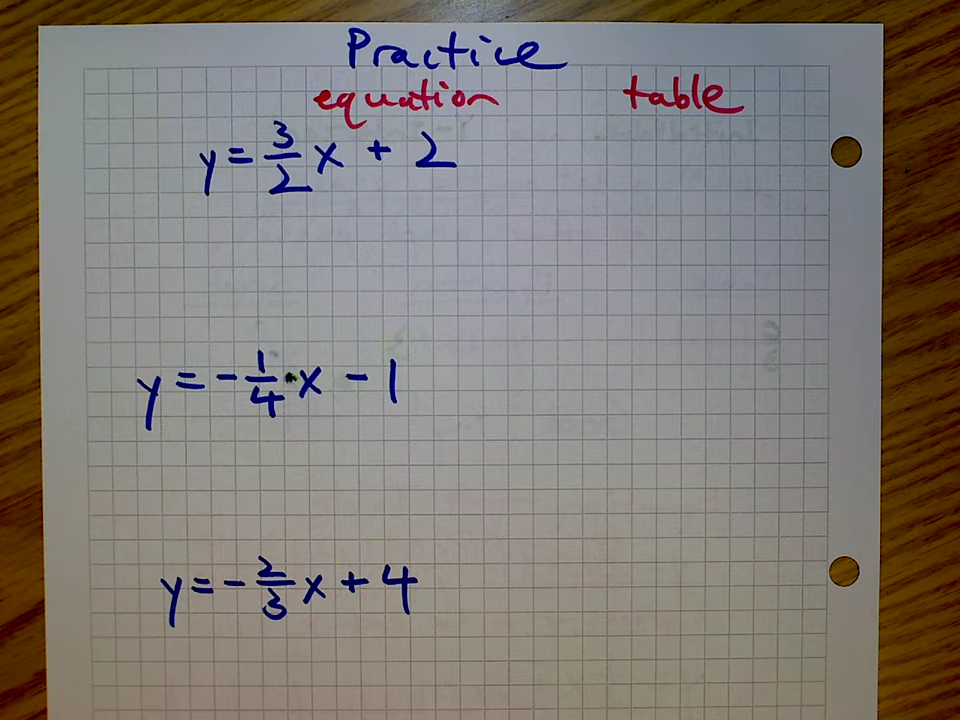 Practice
equation table
y = 3/2 x + 2
y = - 1/4 · x - 1
y = - 2/3 x + 4